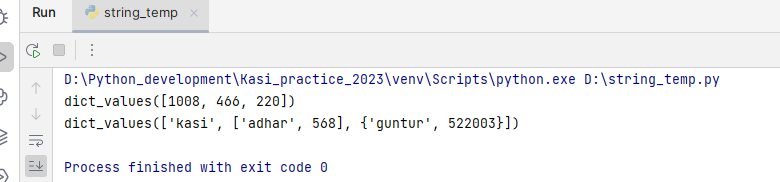 Run string_temp
D:\Python_development\Kasi_practice_2023\venv\Scripts\python.exe D:\string_temp.py
dict_values([1008, 466, 220])
dict_values(['kasi', ['adhar', 568], {'guntur', 522003}])
Process finished with exit code 0